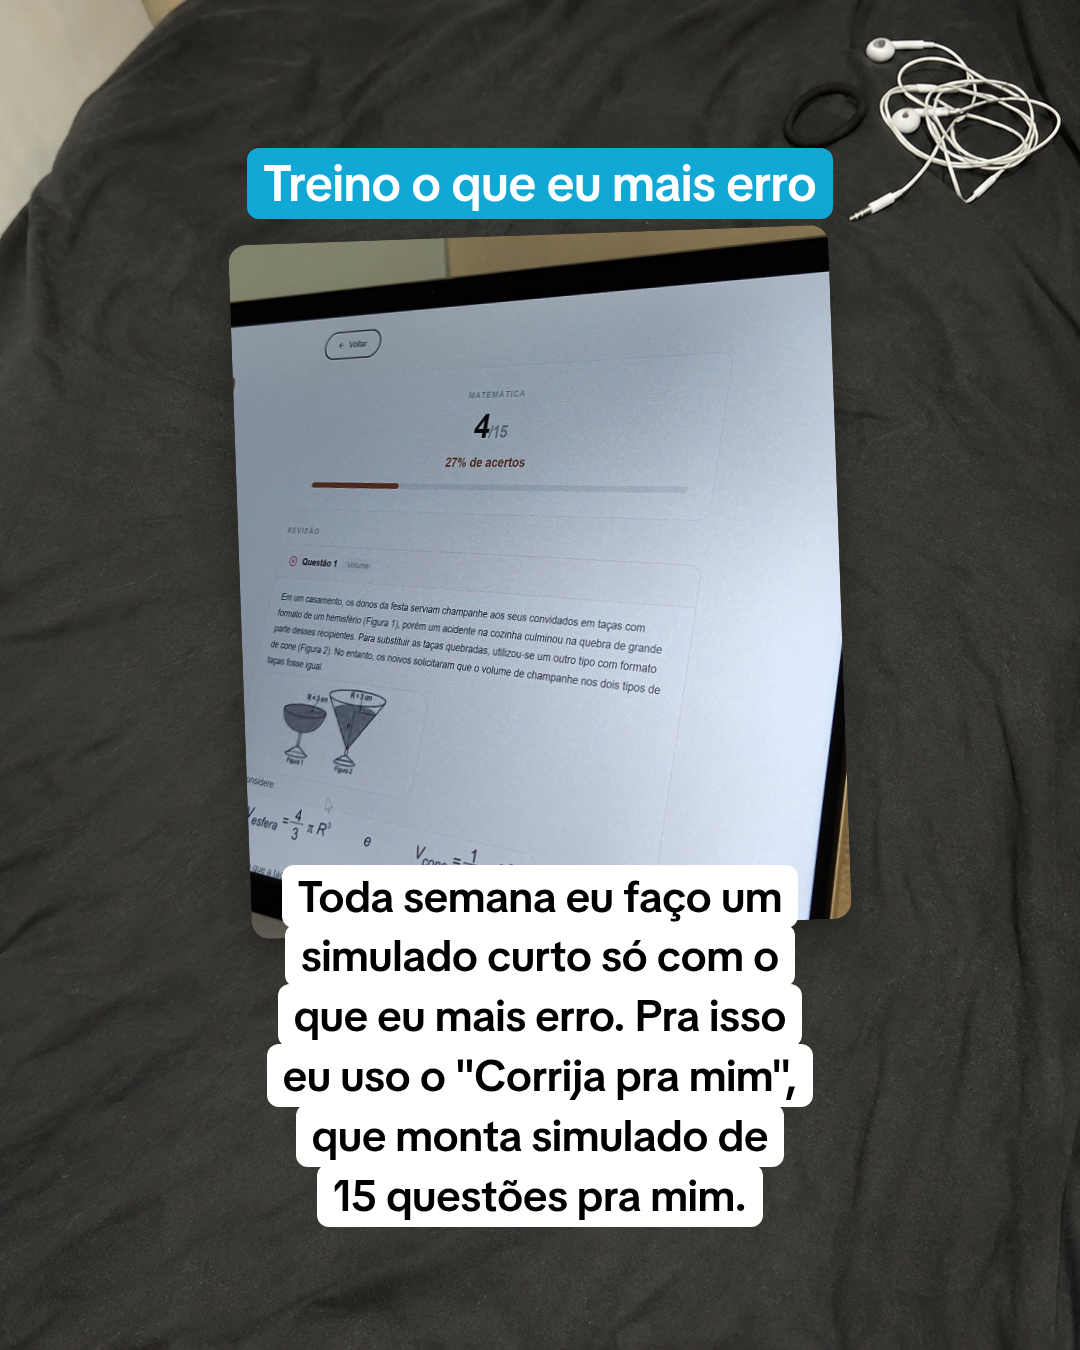 Treino o que eu mais erro
← Voltar
MATEMÁTICA
4/15
27% de acertos
REVISÃO
Questão 1 Volume
Em um casamento, os donos da festa serviam champanhe aos seus convidados em taças com
formato de um hemisfério (Figura 1), porém um acidente na cozinha culminou na quebra de grande
parte desses recipientes. Para substituir as taças quebradas, utilizou-se um outro tipo com formato
de cone (Figura 2). No entanto, os noivos solicitaram que o volume de champanhe nos dois tipos de
taças fosse igual.
R = 3 cm R = 3 cm
Figura 1 Figura 2
onsidere:
V esfera = 4/3 π R³ e V cone = 1
que a
Toda semana eu faço um
simulado curto só com o
que eu mais erro. Pra isso
eu uso o "Corrija pra mim",
que monta simulado de
15 questões pra mim.